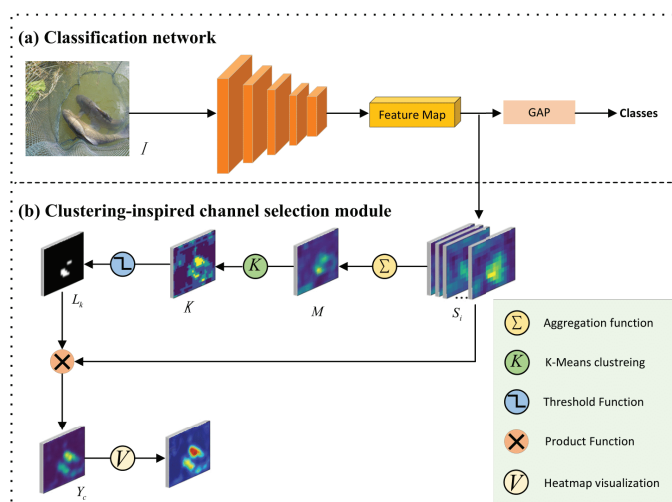 (a) Classification network
I
Feature Map
GAP
Classes
(b) Clustering-inspired channel selection module
L_k
K
K
M
Σ
...
S_i
Σ Aggregation function
K K-Means clustreing
Threshold Function
Product Function
V Heatmap visualization
Y_c
V